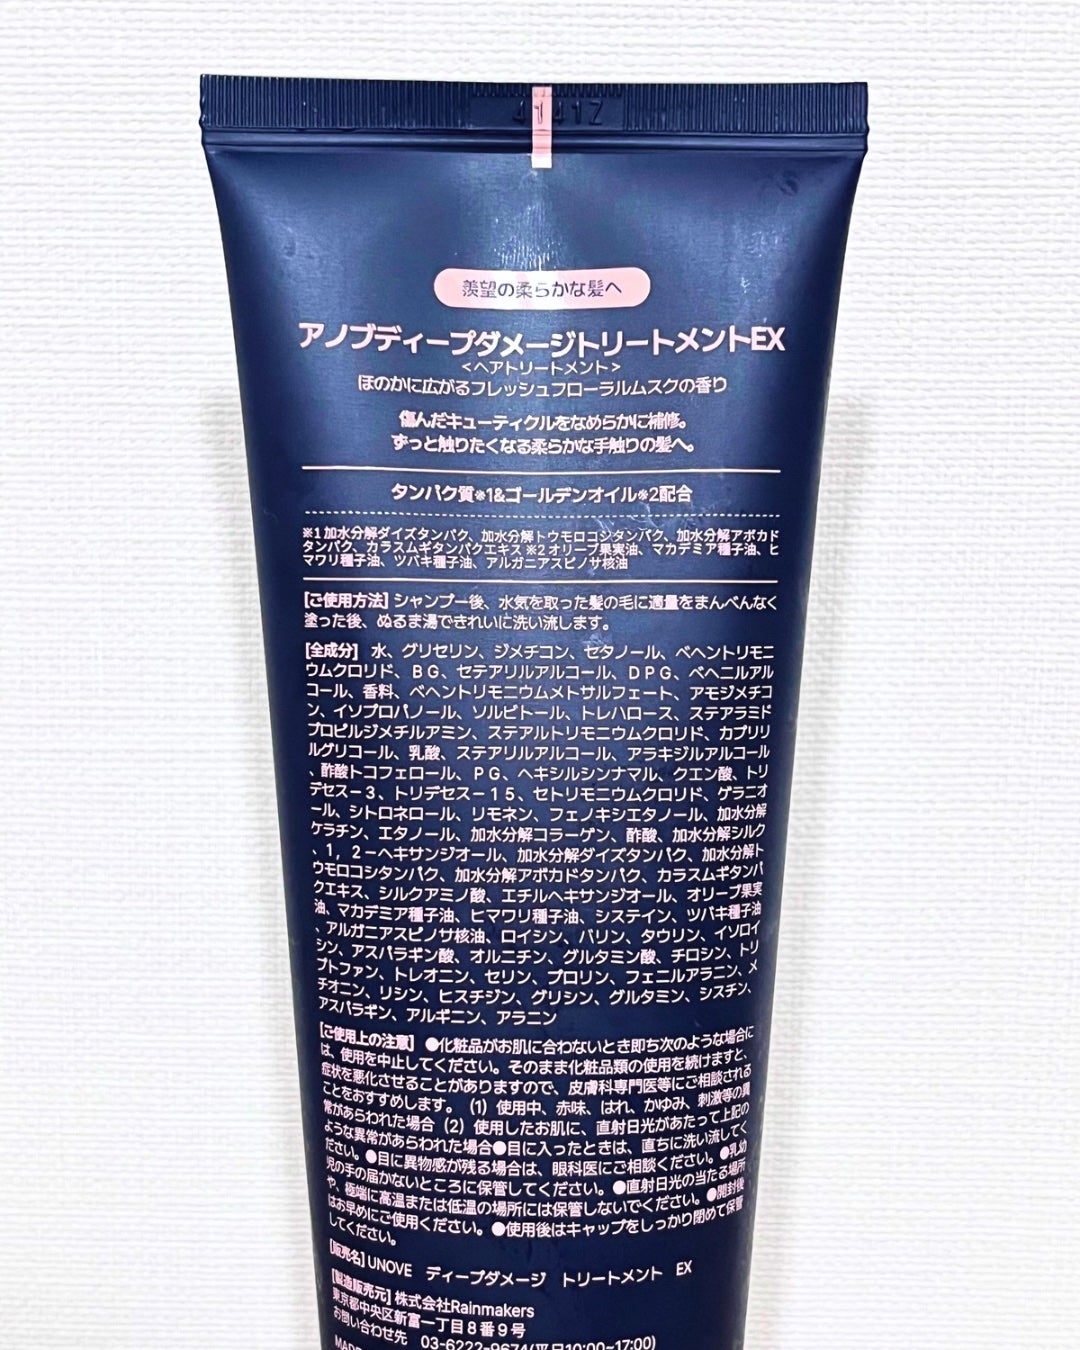 4141Z
羨望の柔らかな髪へ
アノブディープダメージトリートメントEX
<ヘアトリートメント>
ほのかに広がるフレッシュフローラルムスクの香り
傷んだキューティクルをなめらかに補修。
ずっと触りたくなる柔らかな手触りの髪へ。
タンパク質※1&ゴールデンオイル※2配合
※1 加水分解ダイズタンパク、加水分解トウモロコシタンパク、加水分解アボカド
タンパク、カラスムギタンパクエキス ※2 オリーブ果実油、マカデミア種子油、ヒ
マワリ種子油、ツバキ種子油、アルガニアスピノサ核油
[ご使用方法] シャンプー後、水気を取った髪の毛に適量をまんべんなく
塗った後、ぬるま湯できれいに洗い流します。
[全成分] 水、グリセリン、ジメチコン、セタノール、ベヘントリモニ
ウムクロリド、BG、セテアリルアルコール、DPG、ベヘニルアル
コール、香料、ベヘントリモニウムメトサルフェート、アモジメチコ
ン、イソプロパノール、ソルビトール、トレハロース、ステアラミド
プロピルジメチルアミン、ステアルトリモニウムクロリド、カプリリ
ルグリコール、乳酸、ステアリルアルコール、アラキジルアルコール
、酢酸トコフェロール、PG、ヘキシルシンナマル、クエン酸、トリ
デセス－3、トリデセス－15、セトリモニウムクロリド、ゲラニオ
ール、シトロネロール、リモネン、フェノキシエタノール、加水分解
ケラチン、エタノール、加水分解コラーゲン、酢酸、加水分解シルク
、1，2－ヘキサンジオール、加水分解ダイズタンパク、加水分解ト
ウモロコシタンパク、加水分解アボカドタンパク、カラスムギタンパ
クエキス、シルクアミノ酸、エチルヘキサンジオール、オリーブ果実
油、マカデミア種子油、ヒマワリ種子油、システイン、ツバキ種子油
、アルガニアスピノサ核油、ロイシン、バリン、タウリン、イソロイ
シン、アスパラギン酸、オルニチン、グルタミン酸、チロシン、トリ
プトファン、トレオニン、セリン、プロリン、フェニルアラニン、メ
チオニン、リシン、ヒスチジン、グリシン、グルタミン、シスチン、
アスパラギン、アルギニン、アラニン
[ご使用上の注意] ●化粧品がお肌に合わないとき即ち次のような場合に
は、使用を中止してください。そのまま化粧品類の使用を続けますと、
症状を悪化させることがありますので、皮膚科専門医等にご相談される
ことをおすすめします。 (1) 使用中、赤味、はれ、かゆみ、刺激等の異
常があらわれた場合 (2) 使用したお肌に、直射日光があたって上記の
ような異常があらわれた場合●目に入ったときは、直ちに洗い流してく
ださい。●目に異物感が残る場合は、眼科医にご相談ください。●乳幼
児の手の届かないところに保管してください。●直射日光の当たる場所
や、極端に高温または低温の場所には保管しないでください。●開封後
はお早めにご使用ください。●使用後はキャップをしっかり閉めて保管
してください。
[販売名] UNOVE ディープダメージ トリートメント EX
[製造販売元] 株式会社Rainmakers
東京都中央区新富一丁目8番9号
お問い合わせ先 03-6222-9674(平日10:00~17:00)
MADE